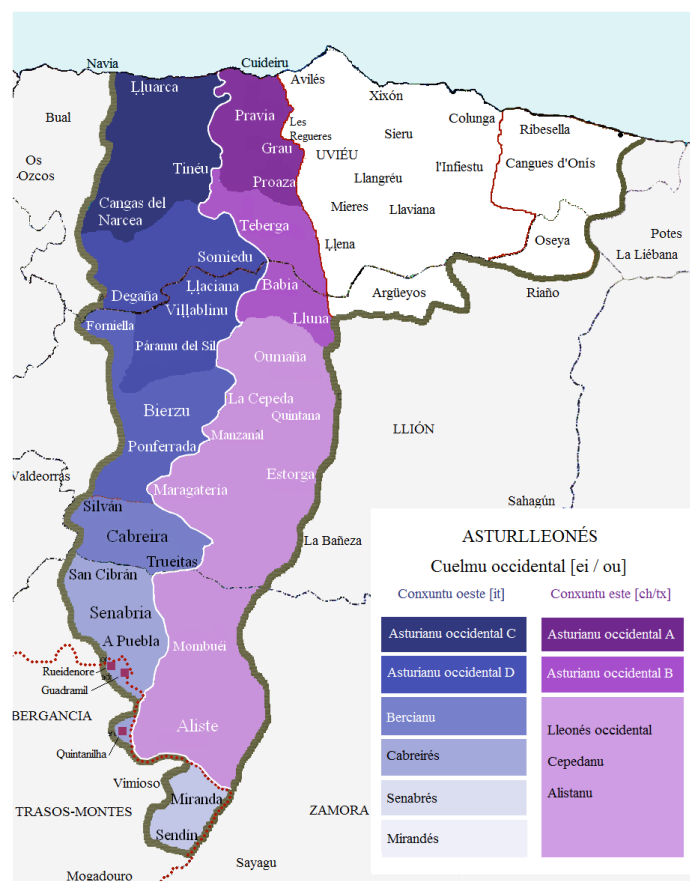 Navia
Cuideiru
Avilés
Ḷḷuarca
Xixón
Bual
Pravia
Les
Regueres
Colunga
Sieru
Ribesella
Grau
UVIÉU
Os
Ozcos
Tinéu
l'Infiestu
Cangues d'Onís
Proaza
Llangréu
Cangas del
Narcea
Mieres
Llaviana
Teberga
Potes
Oseya
Ḷḷena
La Liébana
Somiedu
Ḷḷaciana
Babia
Degaña
Argüeyos
Riaño
Villablinu
Lluna
Forniella
Páramu del Sil
Oumaña
La Cepeda
Bierzu
Quintana
LLIÓN
Manzanal
Ponferrada
Valdeorras
Estorga
Maragatería
Sahagún
Silván
Cabreira
La Bañeza
Trueitas
San Cibrán
Senabria
A Puebla
Mombuéi
Rueidenore
Guadramil
BERGANCIA
Aliste
Quintanilha
Vimioso
Miranda
TRASOS-MONTES
ZAMORA
Sendin
Sayagu
Mogadouro
ASTURLLEONÉS
Cuelmu occidental [ei / ou]
Conxuntu oeste [it]
Conxuntu este [ch/tx]
Asturianu occidental C
Asturianu occidental A
Asturianu occidental D
Asturianu occidental B
Bercianu
Lleonés occidental
Cabreirés
Cepedanu
Senabrés
Alistanu
Mirandés